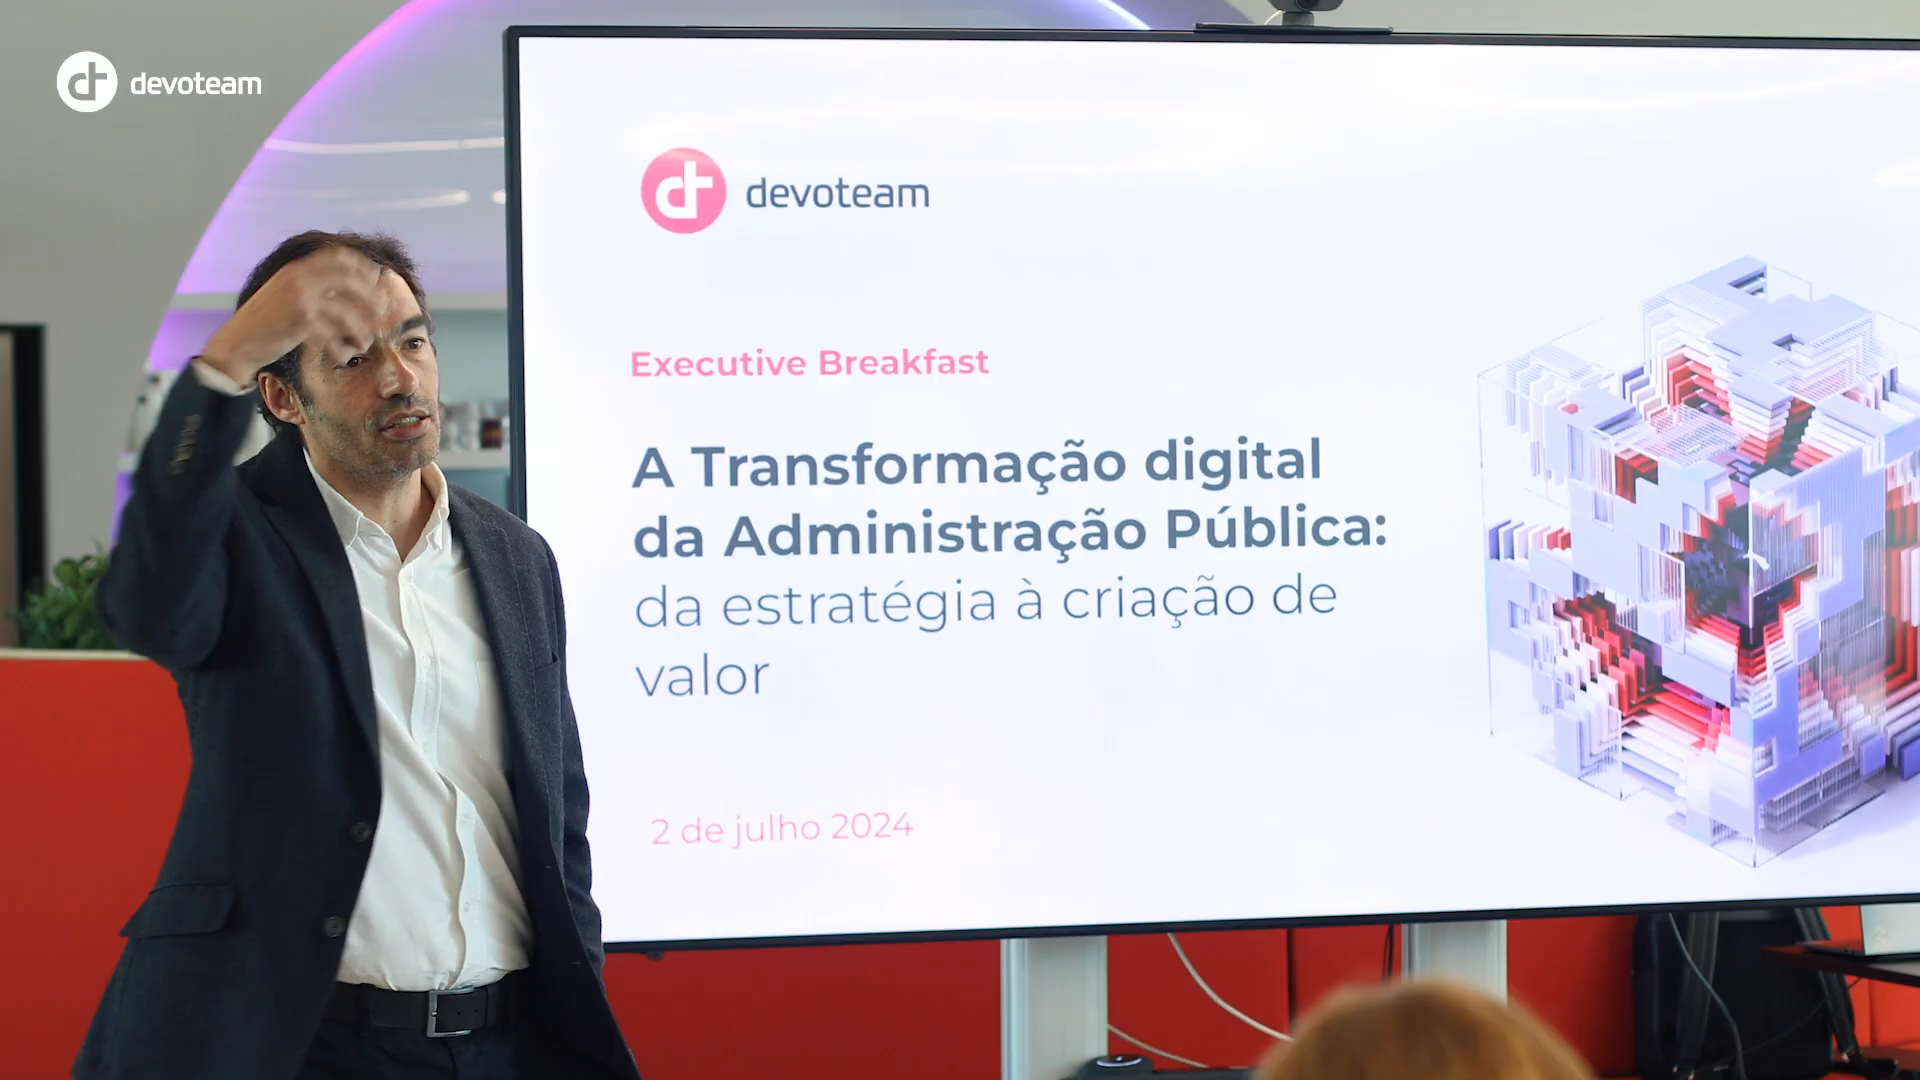 devoteam
devoteam
Executive Breakfast
A Transformação digital
da Administração Pública:
da estratégia à criação de
valor
2 de julho 2024